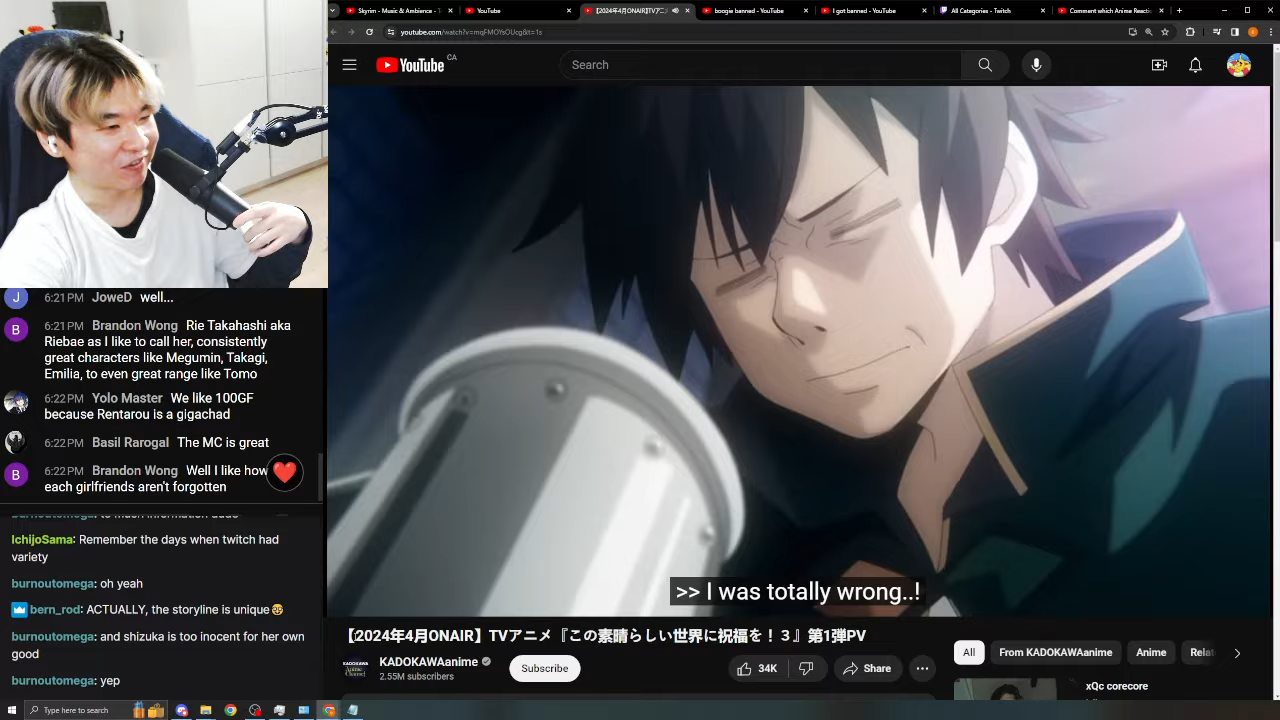 Skyrim - Music & Ambience - T
YouTube
【2024年4月ONAIR】TVアニ
boogie banned - YouTube
I got banned - YouTube
All Categories - Twitch
Comment which Anime Reacti
youtube.com/watch?v=mqFMOYsOUcg&t=1s
YouTube CA
Search
6:21 PM JoweD well...
6:21 PM Brandon Wong Rie Takahashi aka
Riebae as I like to call her, consistently
great characters like Megumin, Takagi,
Emilia, to even great range like Tomo
6:22 PM Yolo Master We like 100GF
because Rentarou is a gigachad
6:22 PM Basil Rarogal The MC is great
6:22 PM Brandon Wong Well I like how
each girlfriends aren't forgotten
burnoutomega: to much information dude
IchijoSama: Remember the days when twitch had
variety
burnoutomega: oh yeah
bern_rod: ACTUALLY, the storyline is unique
burnoutomega: and shizuka is too inocent for her own
good
burnoutomega: yep
>> I was totally wrong..!
【2024年4月ONAIR】TVアニメ『この素晴らしい世界に祝福を！３』第1弾PV
KADOKAWAanime
2.55M subscribers
Subscribe
34K
Share
All
From KADOKAWAanime
Anime
Relat
xQc corecore
Type here to search